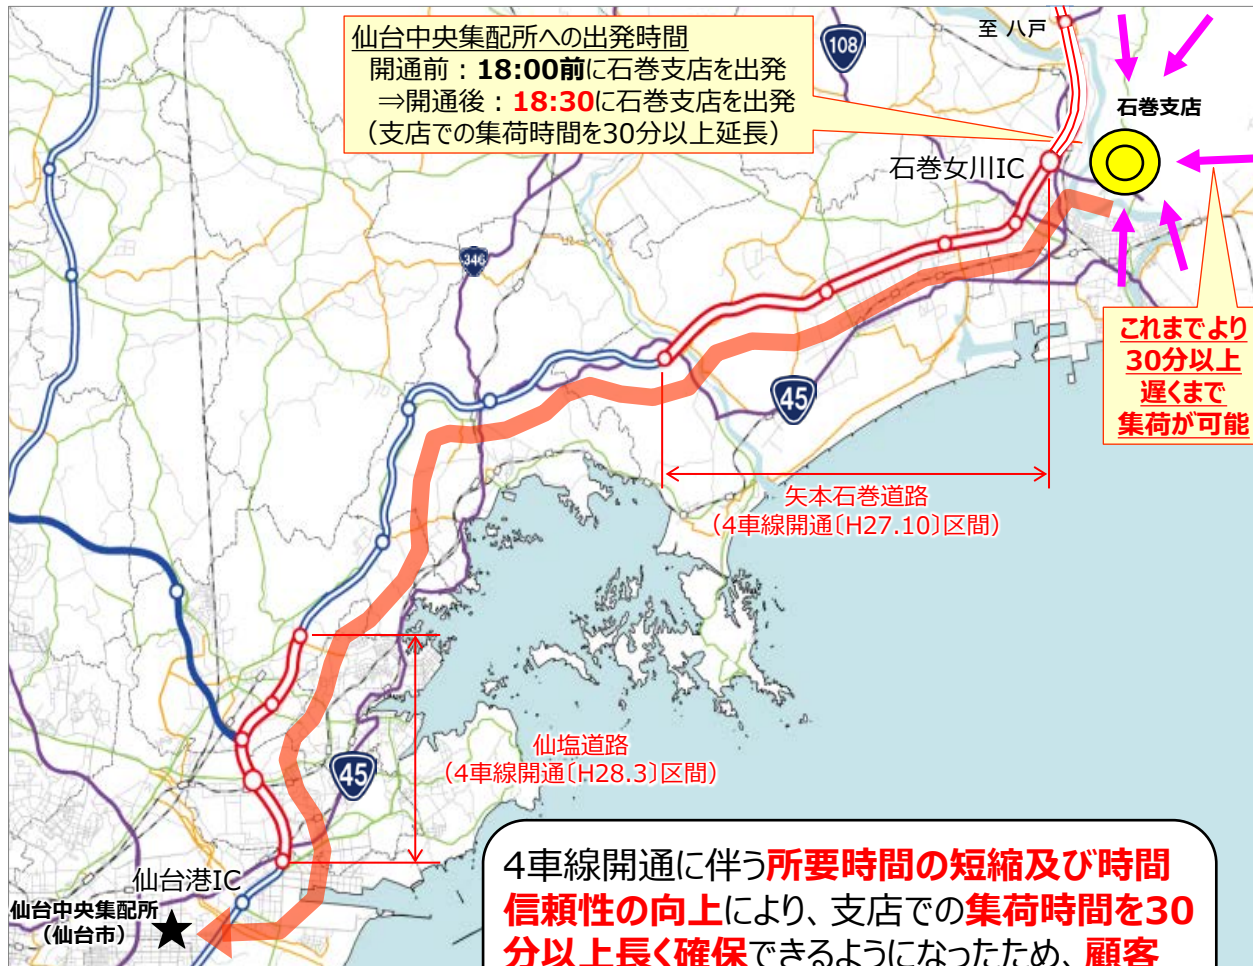 仙台中央集配所への出発時間
開通前：18:00前に石巻支店を出発
⇒開通後：18:30に石巻支店を出発
（支店での集荷時間を30分以上延長）
108
至 八戸
石巻支店
石巻女川IC
346
これまでより
30分以上
遅くまで
集荷が可能
45
矢本石巻道路
（4車線開通〔H27.10〕区間）
仙塩道路
（4車線開通〔H28.3〕区間）
45
仙台港IC
仙台中央集配所
（仙台市）
4車線開通に伴う所要時間の短縮及び時間
信頼性の向上により、支店での集荷時間を30
分以上長く確保できるようになったため、顧客